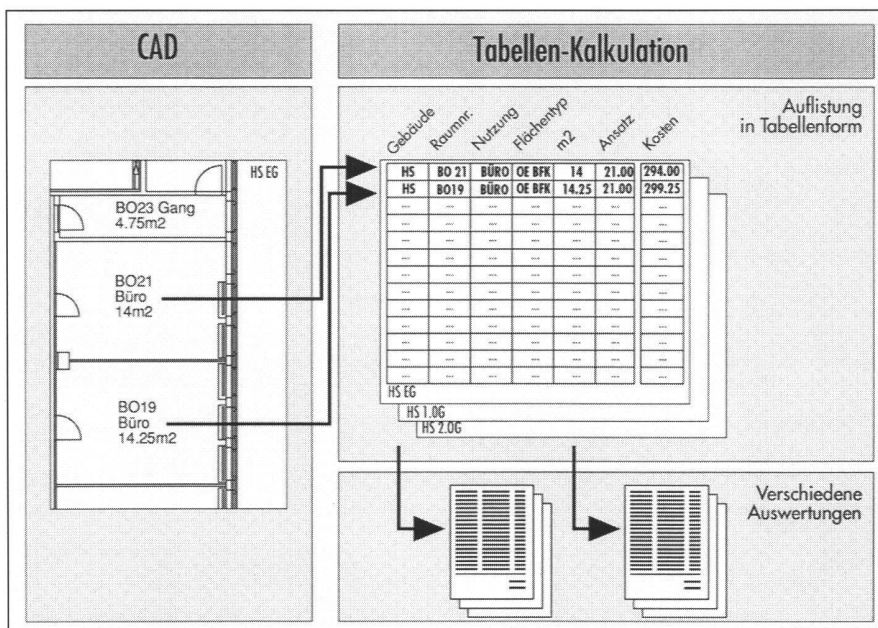 CAD
Tabellen-Kalkulation
HS EG
BO23 Gang
4.75m2
BO21
Büro
14m2
BO19
Büro
14.25m2
Auflistung
in Tabellenform
Gebäude Raumnr. Nutzung Flächentyp m2 Ansatz Kosten
HS BO 21 BÜRO OE BFK 14 21.00 294.00
HS BO19 BÜRO OE BFK 14.25 21.00 299.25
HS EG
HS 1.OG
HS 2.OG
Verschiedene
Auswertungen